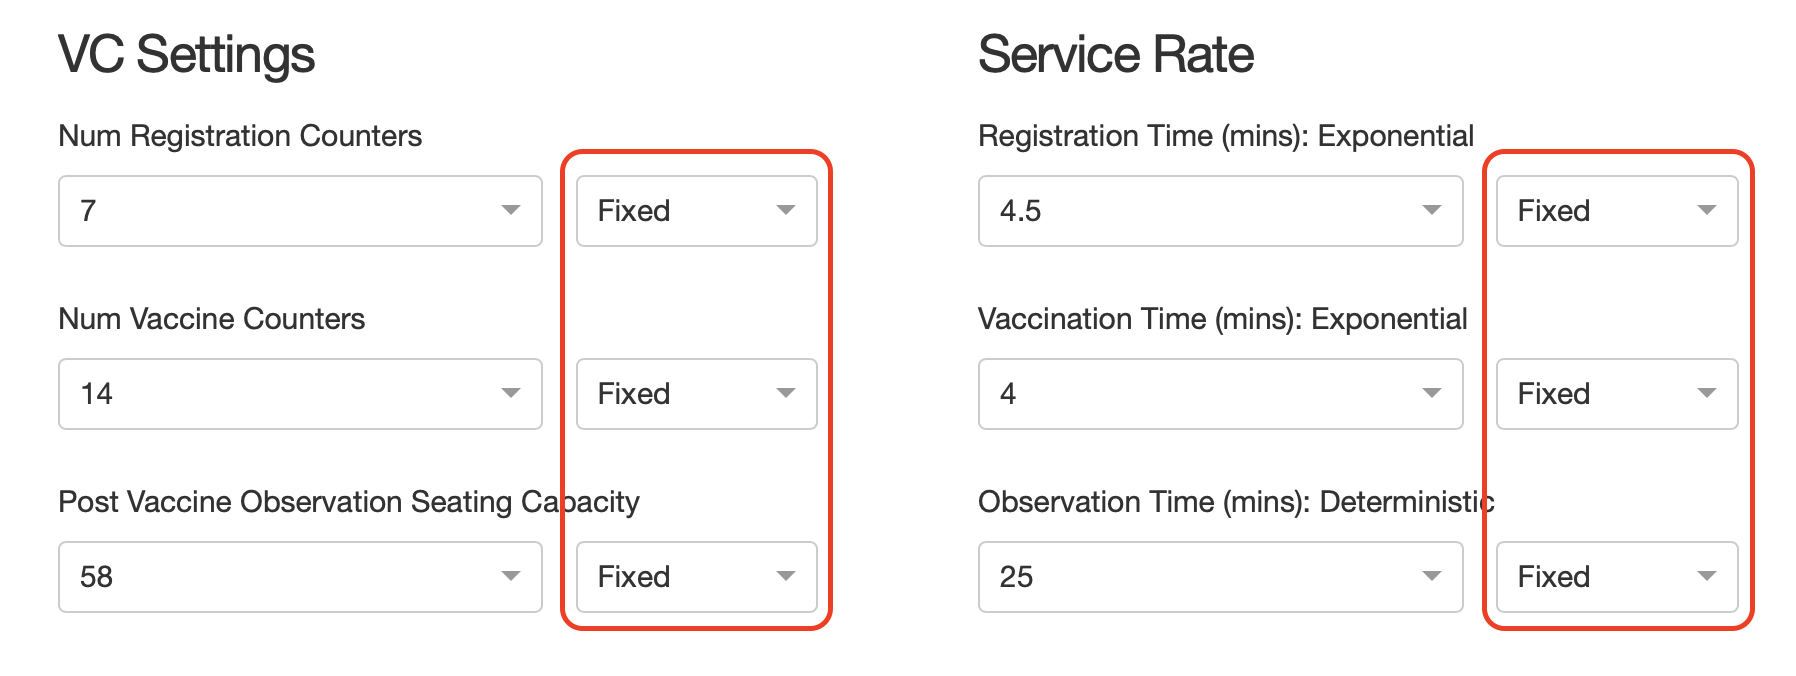 VC Settings
Num Registration Counters
7 Fixed
Num Vaccine Counters
14 Fixed
Post Vaccine Observation Seating Capacity
58 Fixed
Service Rate
Registration Time (mins): Exponential
4.5 Fixed
Vaccination Time (mins): Exponential
4 Fixed
Observation Time (mins): Deterministic
25 Fixed